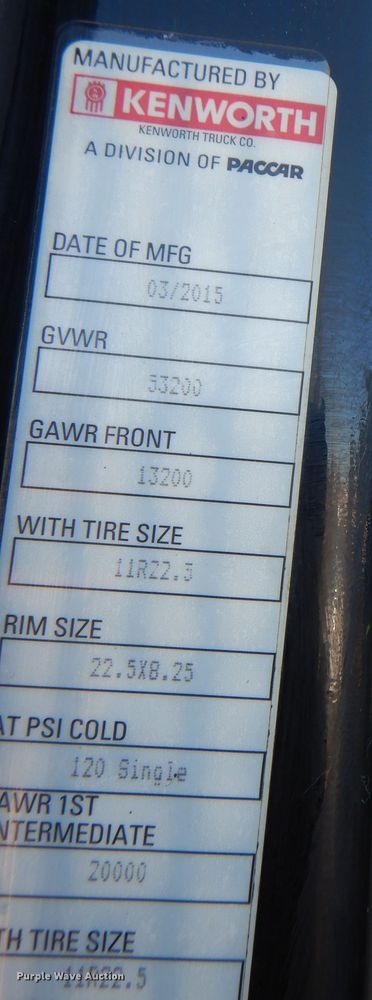 MANUFACTURED BY
KENWORTH
KENWORTH TRUCK CO.
A DIVISION OF PACCAR
DATE OF MFG
03/2015
GVWR
53200
GAWR FRONT
13200
WITH TIRE SIZE
11R22.5
RIM SIZE
22.5X8.25
AT PSI COLD
120 Single
AWR 1ST
NTERMEDIATE
20000
TH TIRE SIZE
11R22.5
Purple Wave Auction